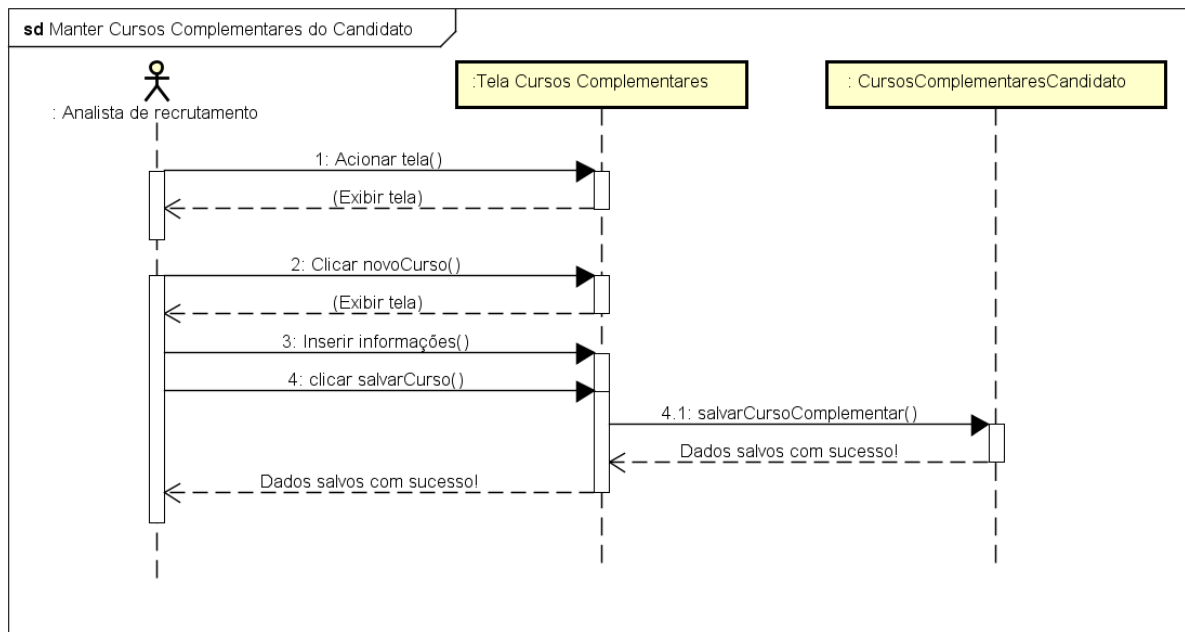 sd Manter Cursos Complementares do Candidato
: Analista de recrutamento
:Tela Cursos Complementares
: CursosComplementaresCandidato
1: Acionar tela()
(Exibir tela)
2: Clicar novoCurso()
(Exibir tela)
3: Inserir informações()
4: clicar salvarCurso()
4.1: salvarCursoComplementar()
Dados salvos com sucesso!
Dados salvos com sucesso!